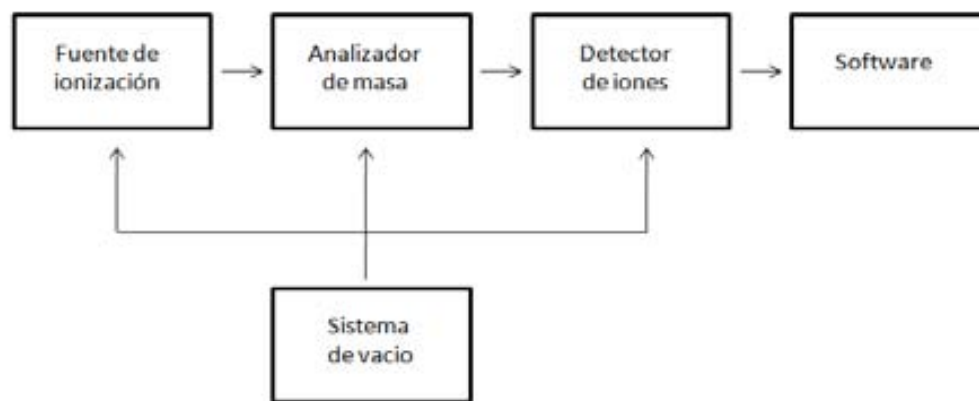 Fuente de
ionización
Analizador
de masa
Detector
de iones
Software
Sistema
de vacio